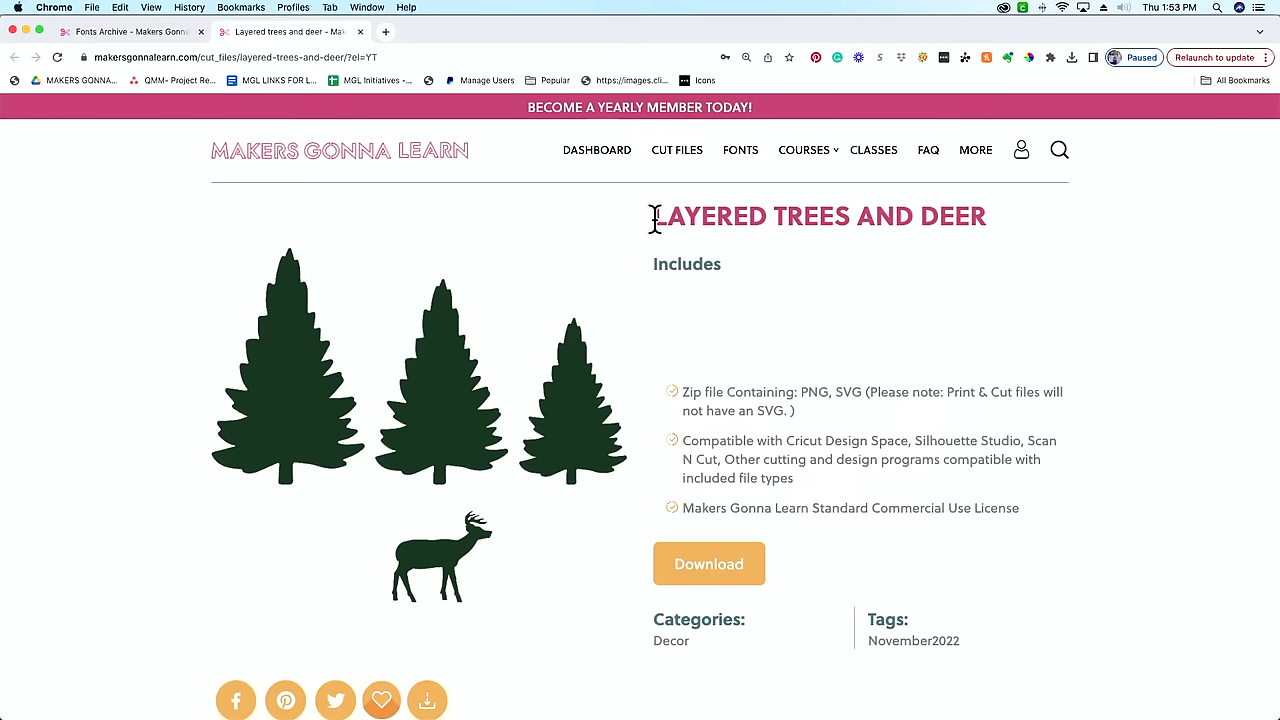 Chrome File Edit View History Bookmarks Profiles Tab Window Help Thu 1:53 PM
Fonts Archive - Makers Gonna Layered trees and deer - Mak
makersgonnalearn.com/cut_files/layered-trees-and-deer/?el=YT Paused Relaunch to update
MAKERS GONNA... QMM- Project Re... MGL LINKS FOR L... MGL Initiatives -... Manage Users Popular https://images.cli... Icons All Bookmarks
BECOME A YEARLY MEMBER TODAY!
MAKERS GONNA LEARN DASHBOARD CUT FILES FONTS COURSES CLASSES FAQ MORE
LAYERED TREES AND DEER
Includes
Zip file Containing: PNG, SVG (Please note: Print & Cut files will
not have an SVG. )
Compatible with Cricut Design Space, Silhouette Studio, Scan
N Cut, Other cutting and design programs compatible with
included file types
Makers Gonna Learn Standard Commercial Use License
Download
Categories: Tags:
Decor November2022